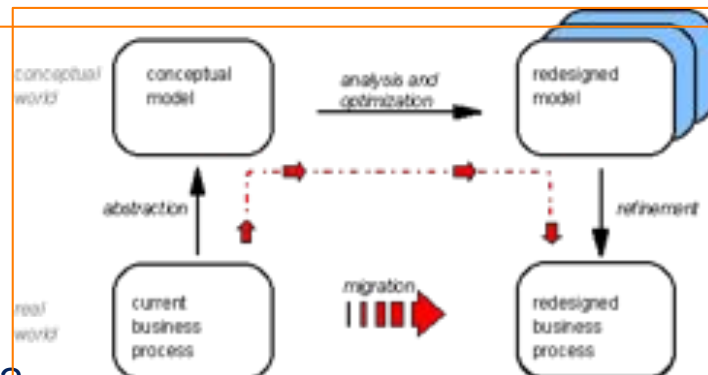 conceptual
world
conceptual
model
analysis and
optimization
redesigned
model
abstraction
refinement
real
world
current
business
process
migration
redesigned
business
process